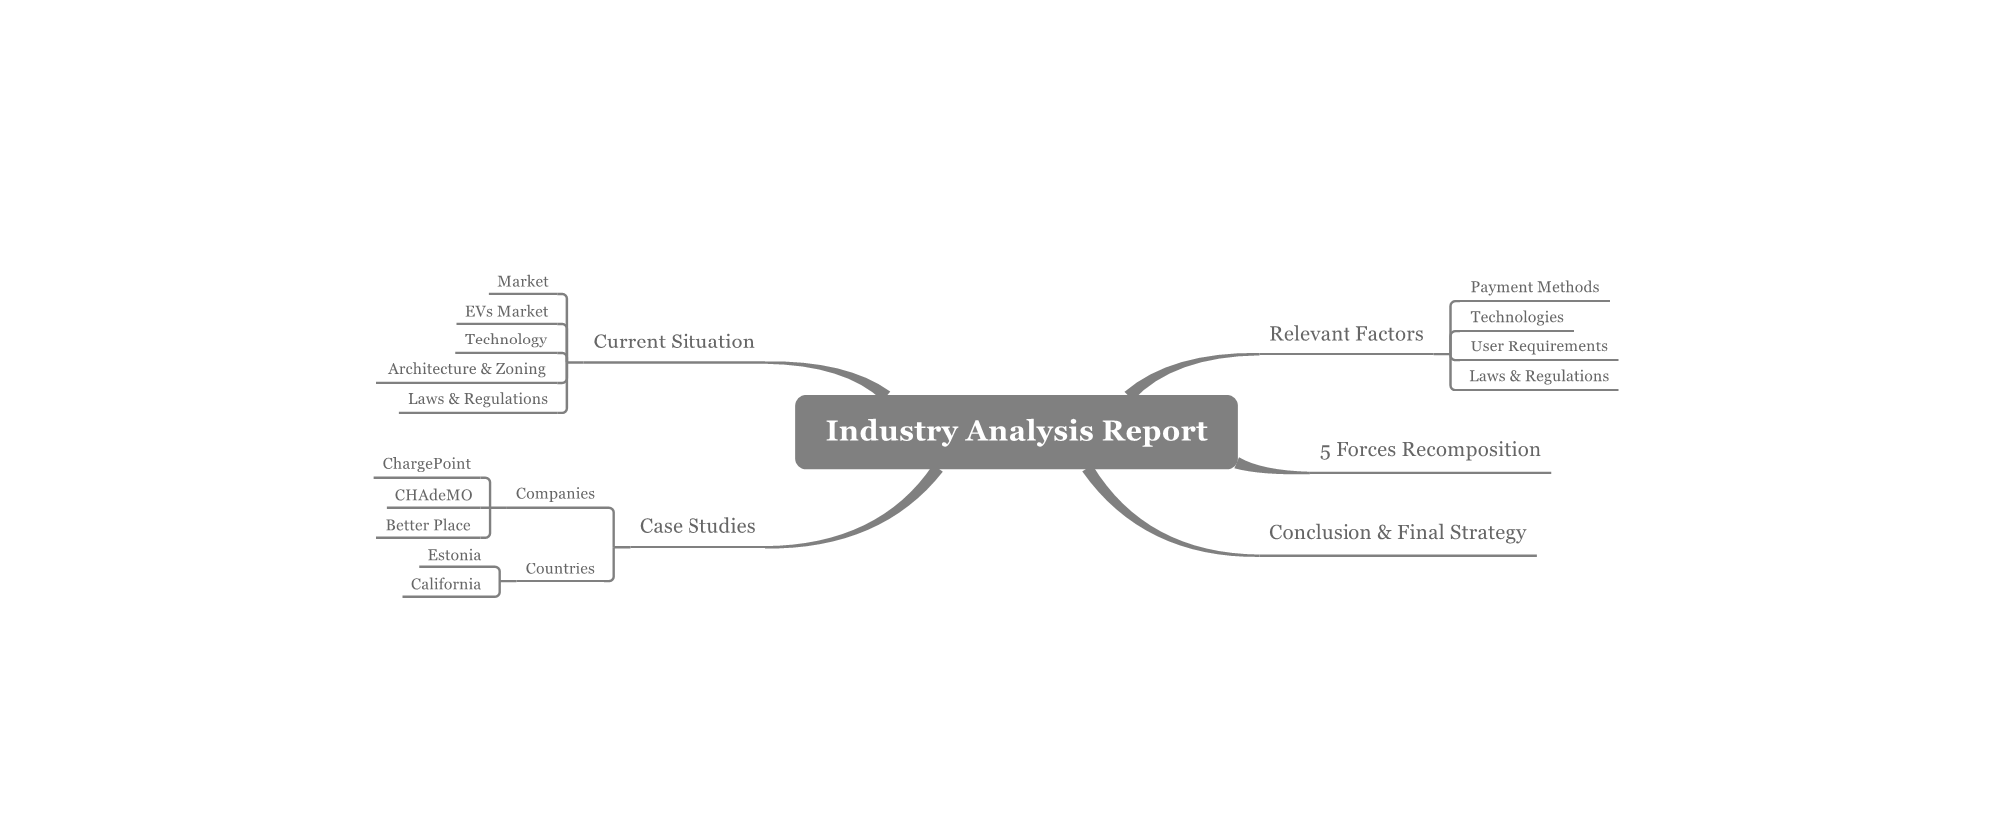 Industry Analysis Report
Current Situation
Market
EVs Market
Technology
Architecture & Zoning
Laws & Regulations
Case Studies
Companies
ChargePoint
CHAdeMO
Better Place
Countries
Estonia
California
Relevant Factors
Payment Methods
Technologies
User Requirements
Laws & Regulations
5 Forces Recomposition
Conclusion & Final Strategy